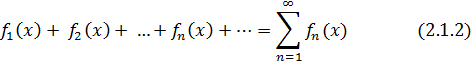 f₁(x) + f₂(x) + …+ fₙ(x) + ⋯ = ∑ₙ₌₁^∞ fₙ(x) (2.1.2)